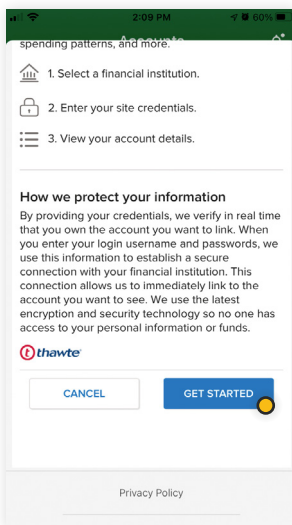 2:09 PM
60%
Accounts
spending patterns, and more.
1. Select a financial institution.
2. Enter your site credentials.
3. View your account details.
How we protect your information
By providing your credentials, we verify in real time
that you own the account you want to link. When
you enter your login username and passwords, we
use this information to establish a secure
connection with your financial institution. This
connection allows us to immediately link to the
account you want to see. We use the latest
encryption and security technology so no one has
access to your personal information or funds.
thawte
CANCEL
GET STARTED
Privacy Policy